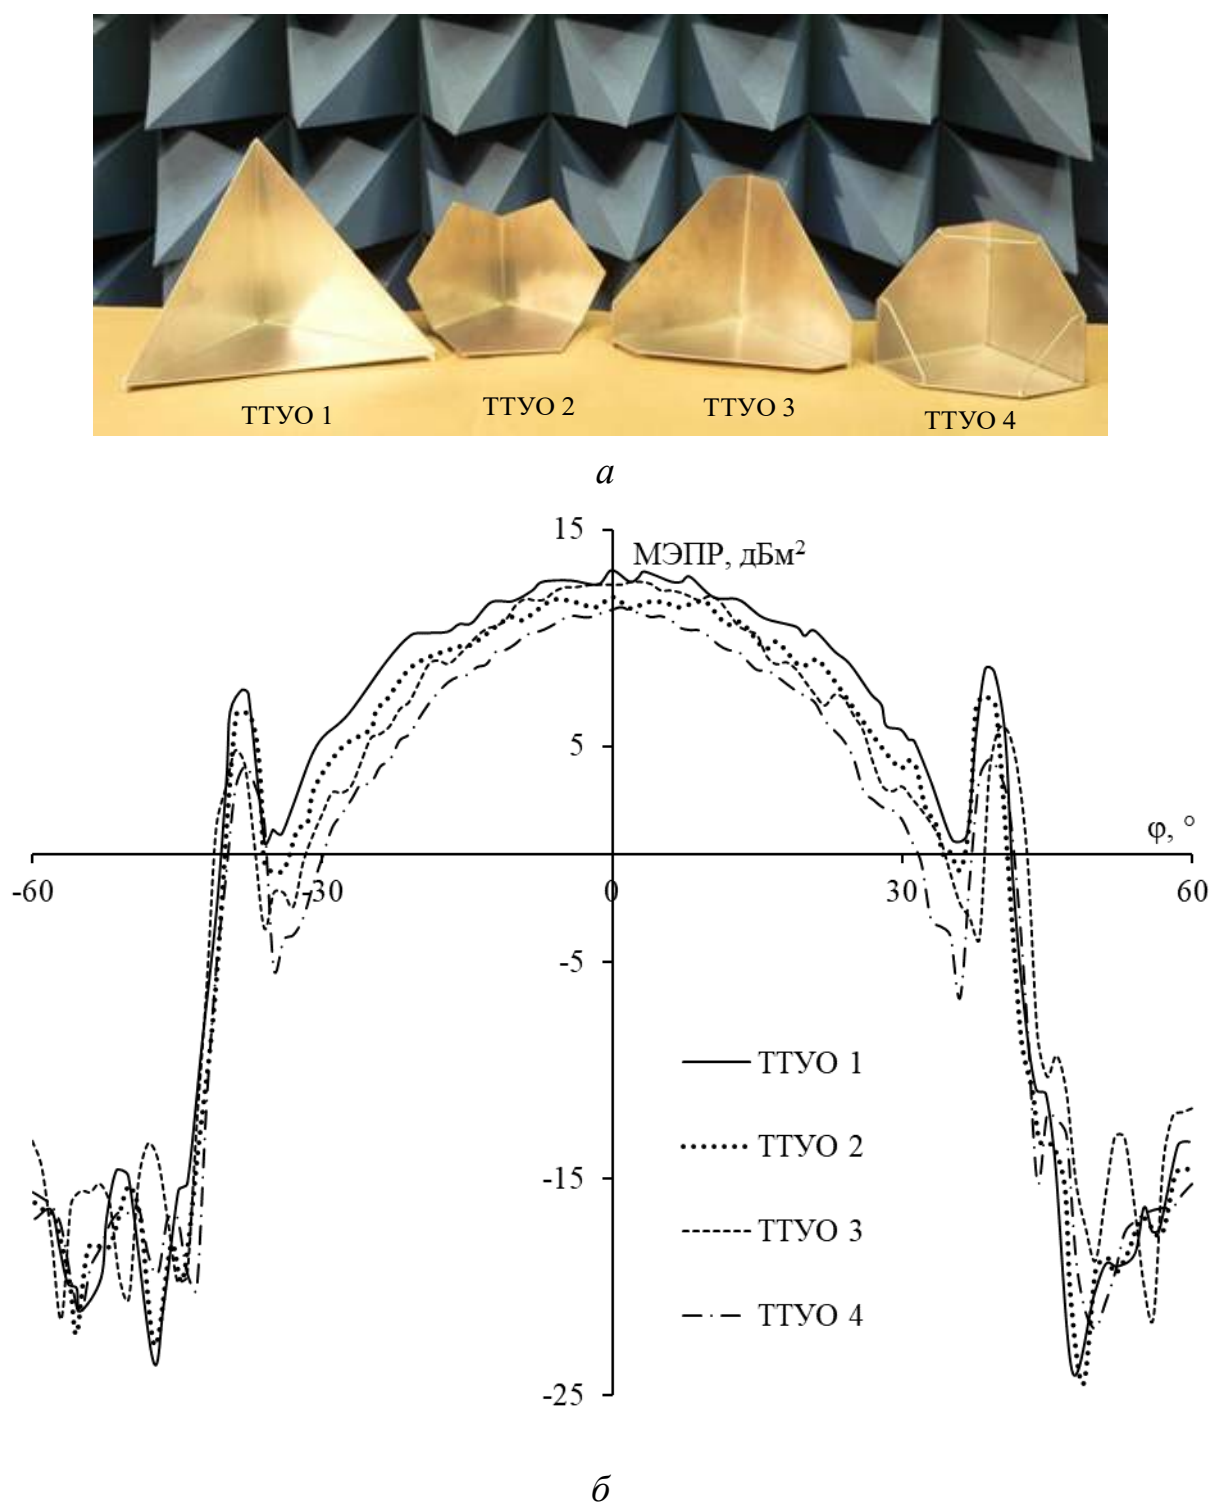 ТТУО 1
ТТУО 2
ТТУО 3
ТТУО 4
а
15
МЭПР, дБм²
5
φ, °
-60
-30
0
30
60
-5
ТТУО 1
ТТУО 2
-15
ТТУО 3
ТТУО 4
-25
б